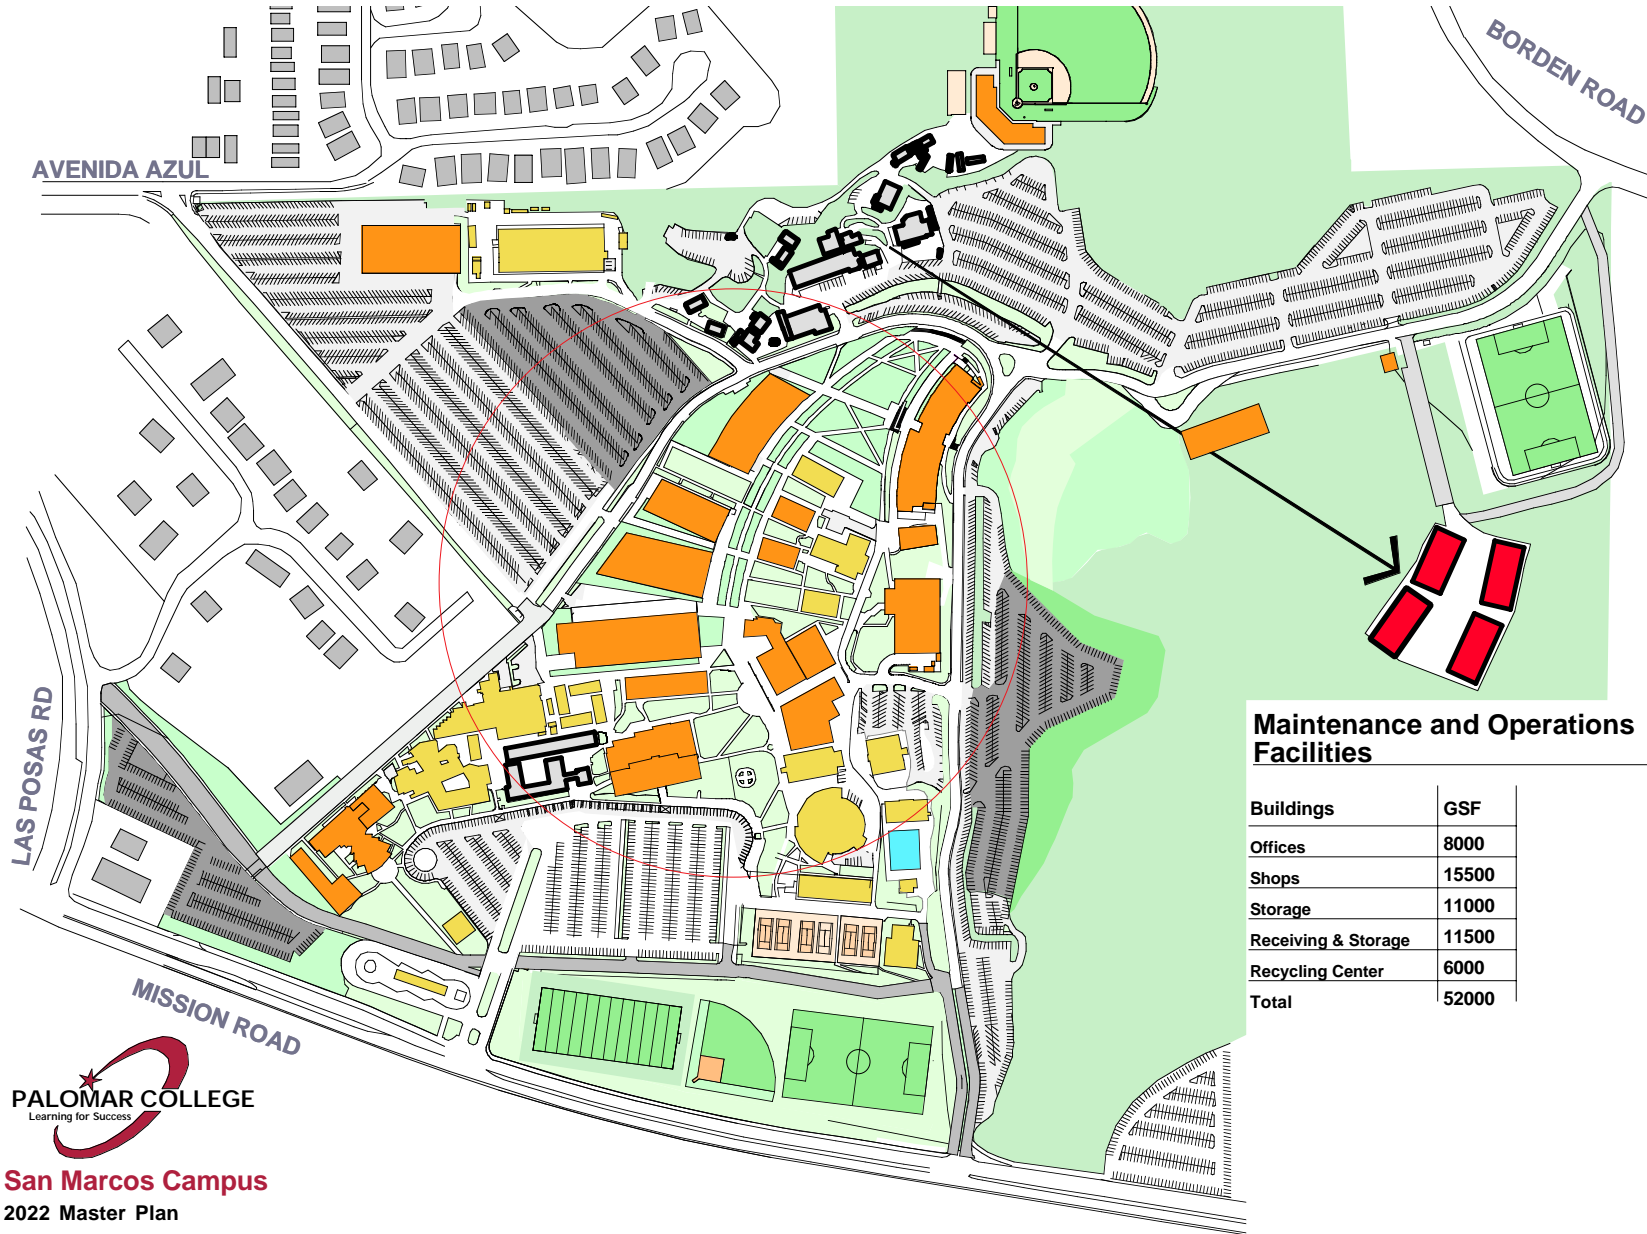 BORDEN ROAD
AVENIDA AZUL
LAS POSAS RD
MISSION ROAD
Maintenance and Operations
Facilities
Buildings GSF
Offices 8000
Shops 15500
Storage 11000
Receiving & Storage 11500
Recycling Center 6000
Total 52000
PALOMAR COLLEGE
Learning for Success
San Marcos Campus
2022 Master Plan